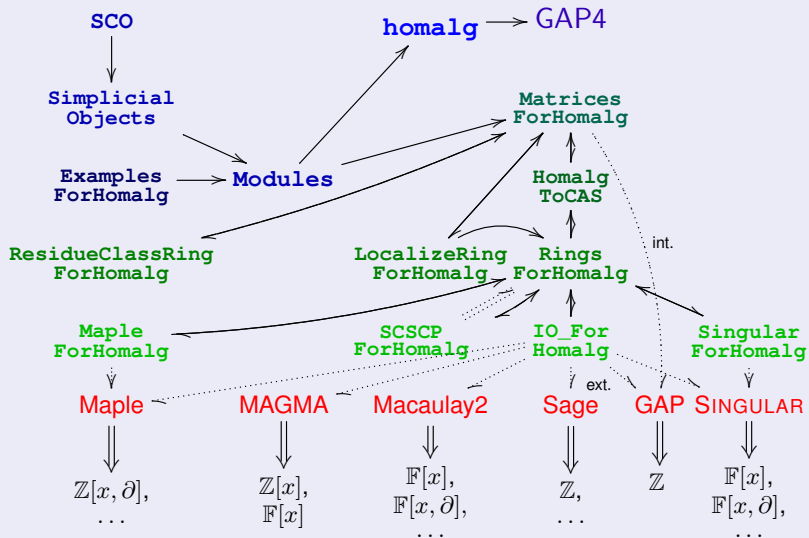 SCO
homalg
GAP4
Simplicial
Objects
Matrices
ForHomalg
Examples
ForHomalg
Modules
Homalg
ToCAS
int.
ResidueClassRing
ForHomalg
LocalizeRing
ForHomalg
Rings
ForHomalg
Maple
ForHomalg
SCSCP
ForHomalg
IO_For
Homalg
Singular
ForHomalg
ext.
Maple
MAGMA
Macaulay2
Sage
GAP
SINGULAR
ℤ[x, ∂],
...
ℤ[x],
𝔽[x]
𝔽[x],
𝔽[x, ∂],
...
ℤ,
...
ℤ
𝔽[x],
𝔽[x, ∂],
...